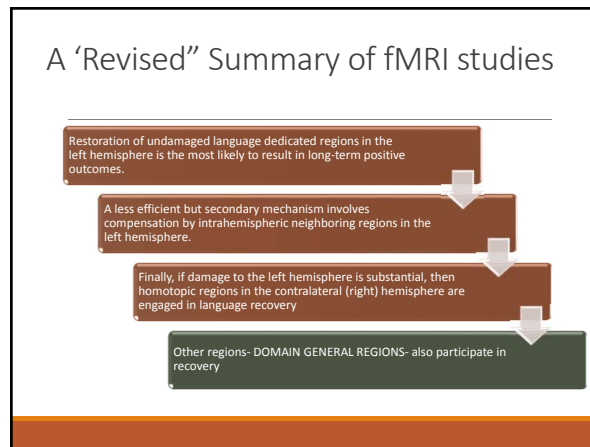 A ‘Revised” Summary of fMRI studies
Restoration of undamaged language dedicated regions in the
left hemisphere is the most likely to result in long-term positive
outcomes.
A less efficient but secondary mechanism involves
compensation by intrahemispheric neighboring regions in the
left hemisphere.
Finally, if damage to the left hemisphere is substantial, then
homotopic regions in the contralateral (right) hemisphere are
engaged in language recovery
Other regions- DOMAIN GENERAL REGIONS- also participate in
recovery